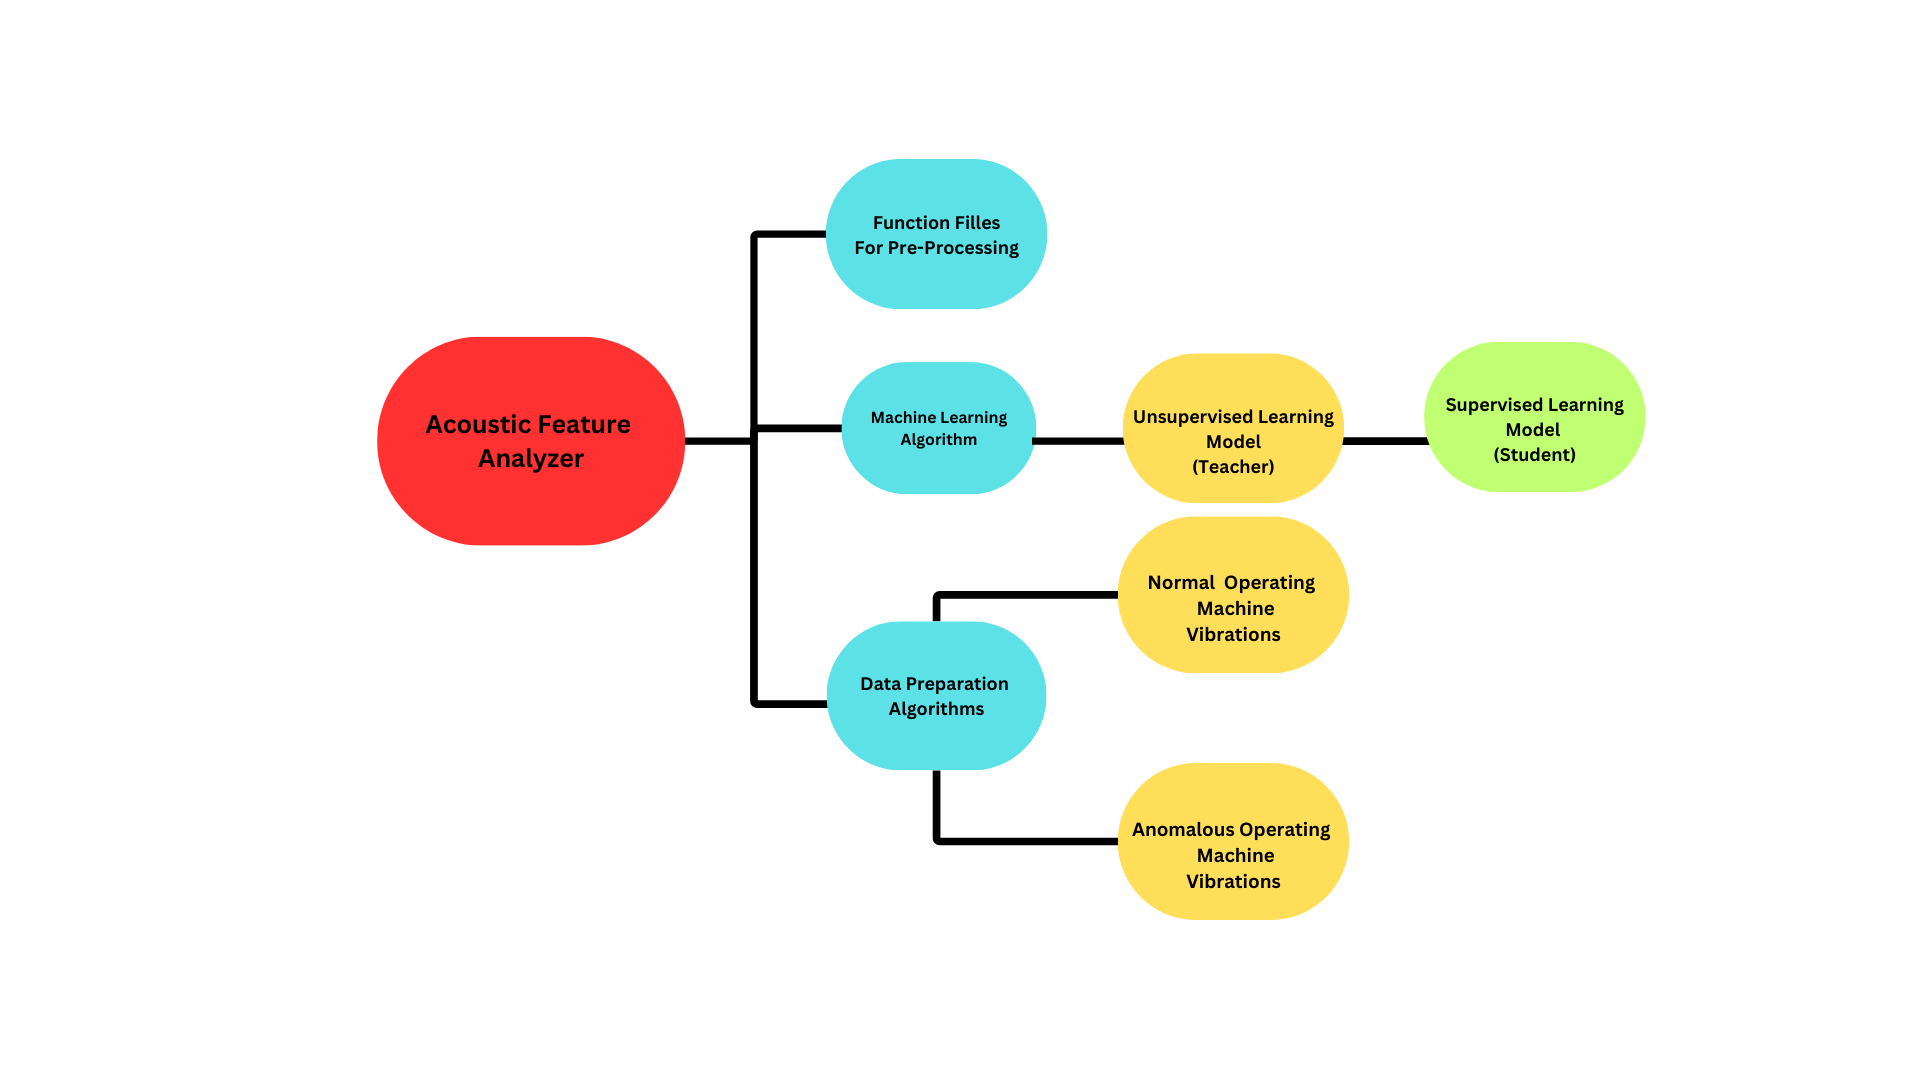 Function Filles
For Pre-Processing
Acoustic Feature
Analyzer
Machine Learning
Algorithm
Unsupervised Learning
Model
(Teacher)
Supervised Learning
Model
(Student)
Normal  Operating
Machine
Vibrations
Data Preparation
Algorithms
Anomalous Operating
Machine
Vibrations